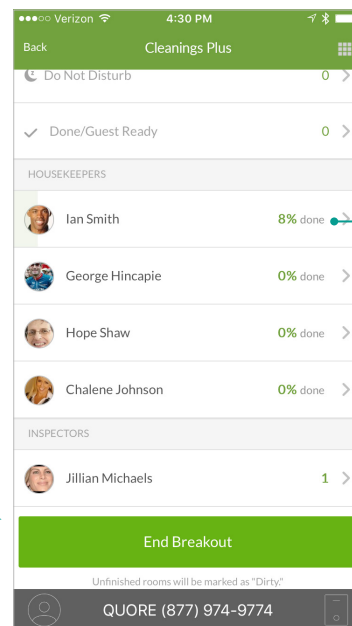 Verizon 4:30 PM
Back Cleanings Plus
Do Not Disturb 0
Done/Guest Ready 0
HOUSEKEEPERS
Ian Smith 8% done
George Hincapie 0% done
Hope Shaw 0% done
Chalene Johnson 0% done
INSPECTORS
Jillian Michaels 1
End Breakout
Unfinished rooms will be marked as "Dirty."
QUORE (877) 974-9774